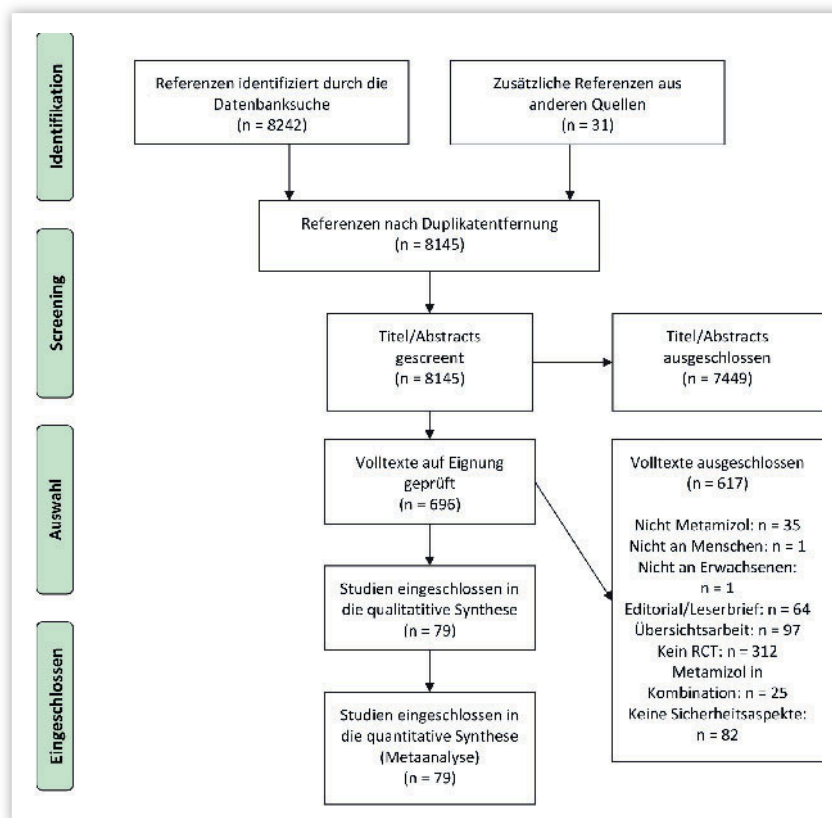 Identifikation
Referenzen identifiziert durch die
Datenbanksuche
(n = 8242)
Zusätzliche Referenzen aus
anderen Quellen
(n = 31)
Referenzen nach Duplikatentfernung
(n = 8145)
Screening
Titel/Abstracts
gescreent
(n = 8145)
Titel/Abstracts
ausgeschlossen
(n = 7449)
Auswahl
Volltexte auf Eignung
geprüft
(n = 696)
Volltexte ausgeschlossen
(n = 617)
Nicht Metamizol: n = 35
Nicht an Menschen: n = 1
Nicht an Erwachsenen:
n = 1
Editorial/Leserbrief: n = 64
Übersichtsarbeit: n = 97
Kein RCT: n = 312
Metamizol in
Kombination: n = 25
Keine Sicherheitsaspekte:
n = 82
Studien eingeschlossen in
die qualitatitive Synthese
(n = 79)
Eingeschlossen
Studien eingeschlossen in
die quantitative Synthese
(Metaanalyse)
(n = 79)